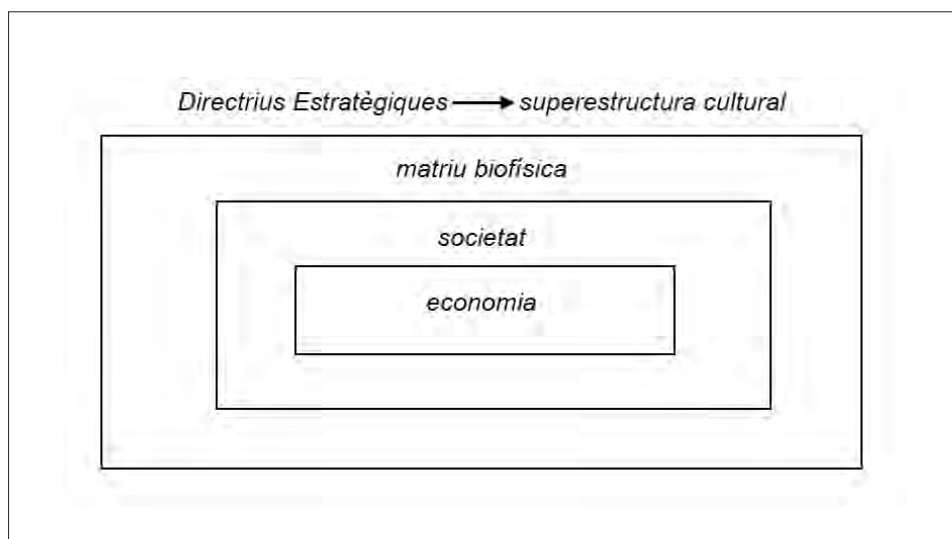 Directrius Estratègiques → superestructura cultural
matriu biofísica
societat
economia